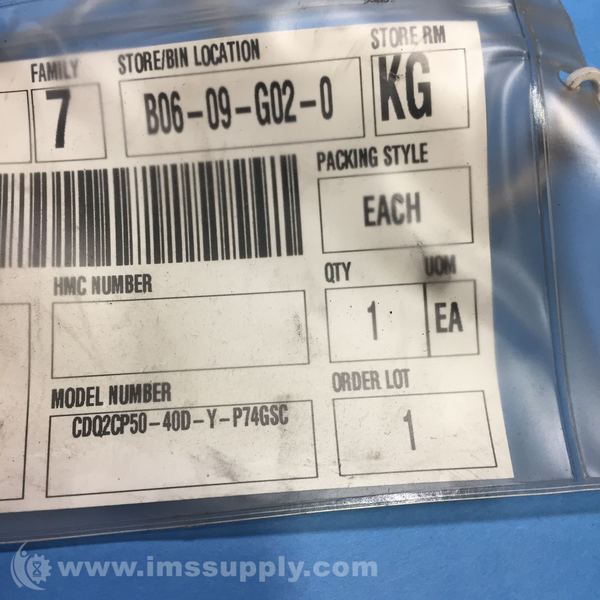 FAMILY STORE/BIN LOCATION STORE RM
7 B06-09-G02-0 KG
PACKING STYLE
EACH
HMC NUMBER QTY UOM
1 EA
MODEL NUMBER ORDER LOT
CDQ2CP50-40D-Y-P74GSC 1
www.imssupply.com